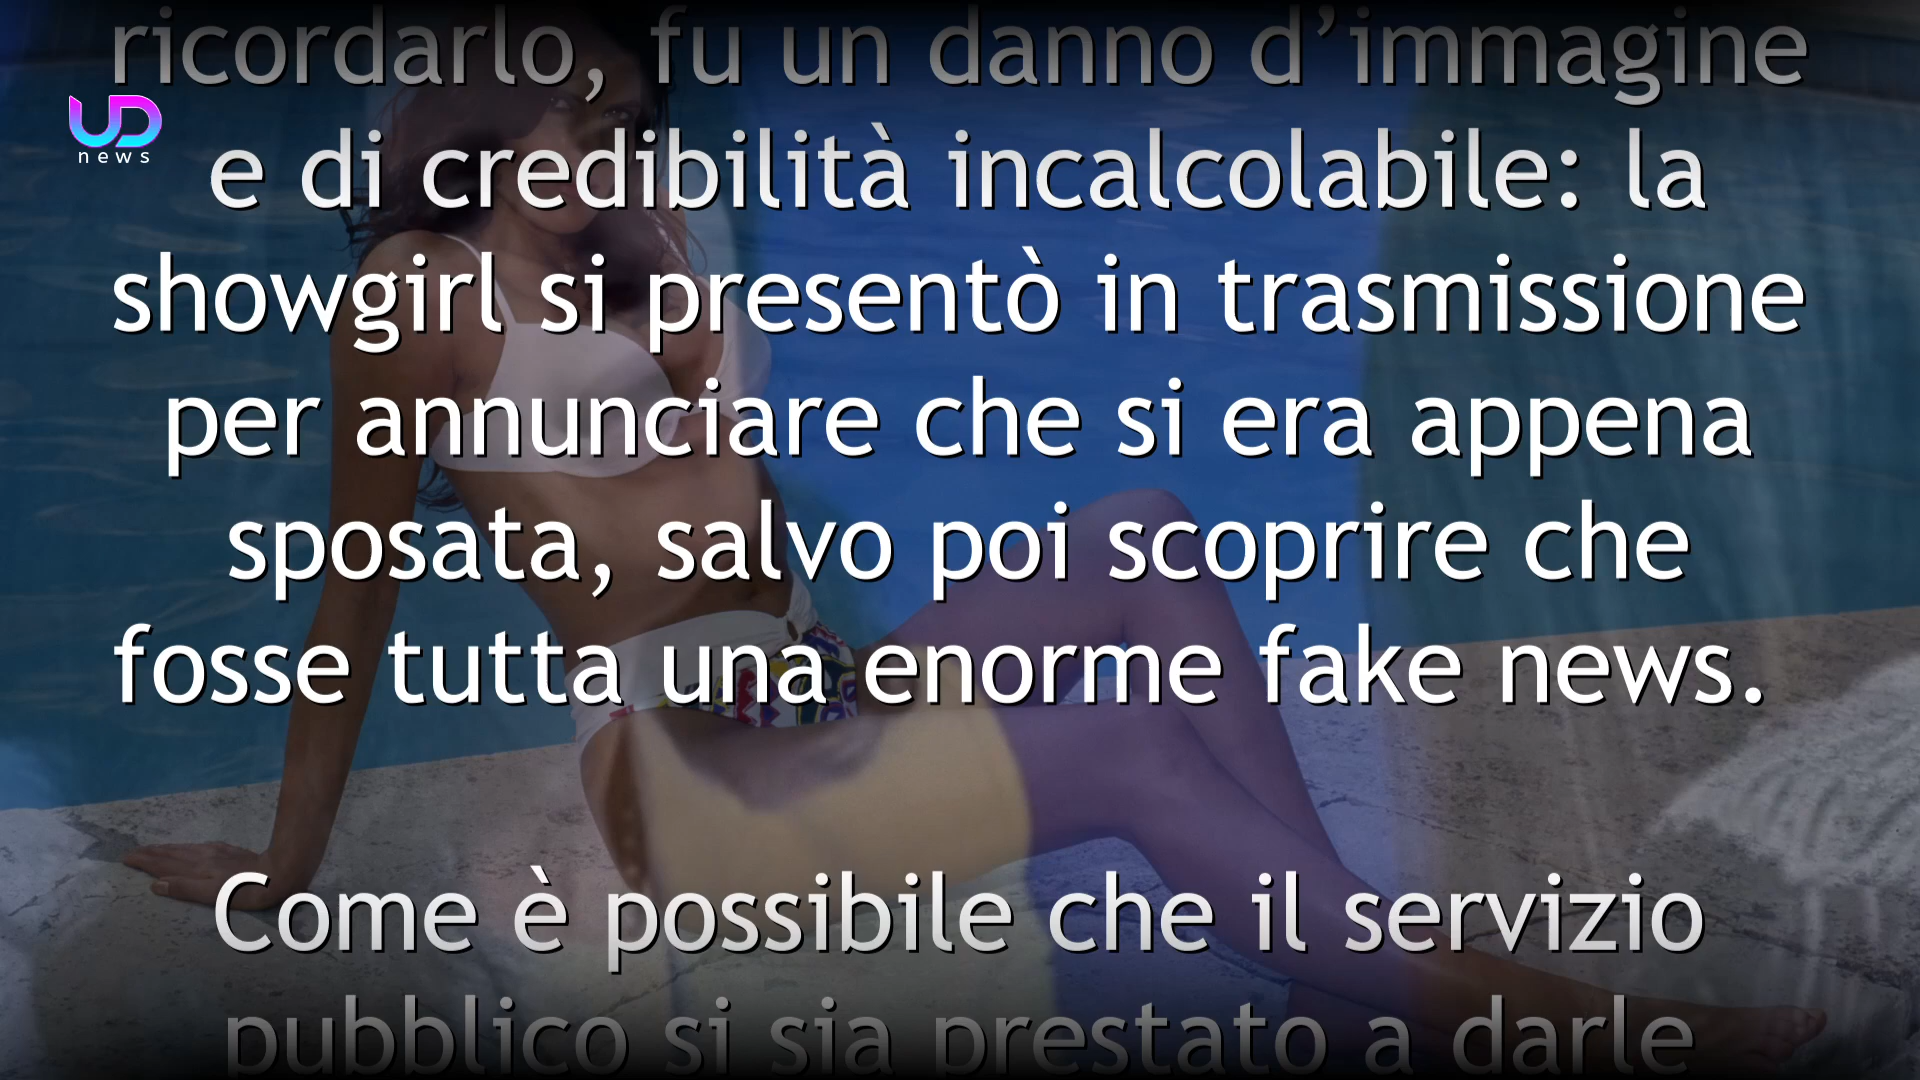 ricordarlo, fu un danno d’immagine
UD
news
e di credibilità incalcolabile: la
showgirl si presentò in trasmissione
per annunciare che si era appena
sposata, salvo poi scoprire che
fosse tutta una enorme fake news.
Come è possibile che il servizio
pubblico si sia prestato a darle